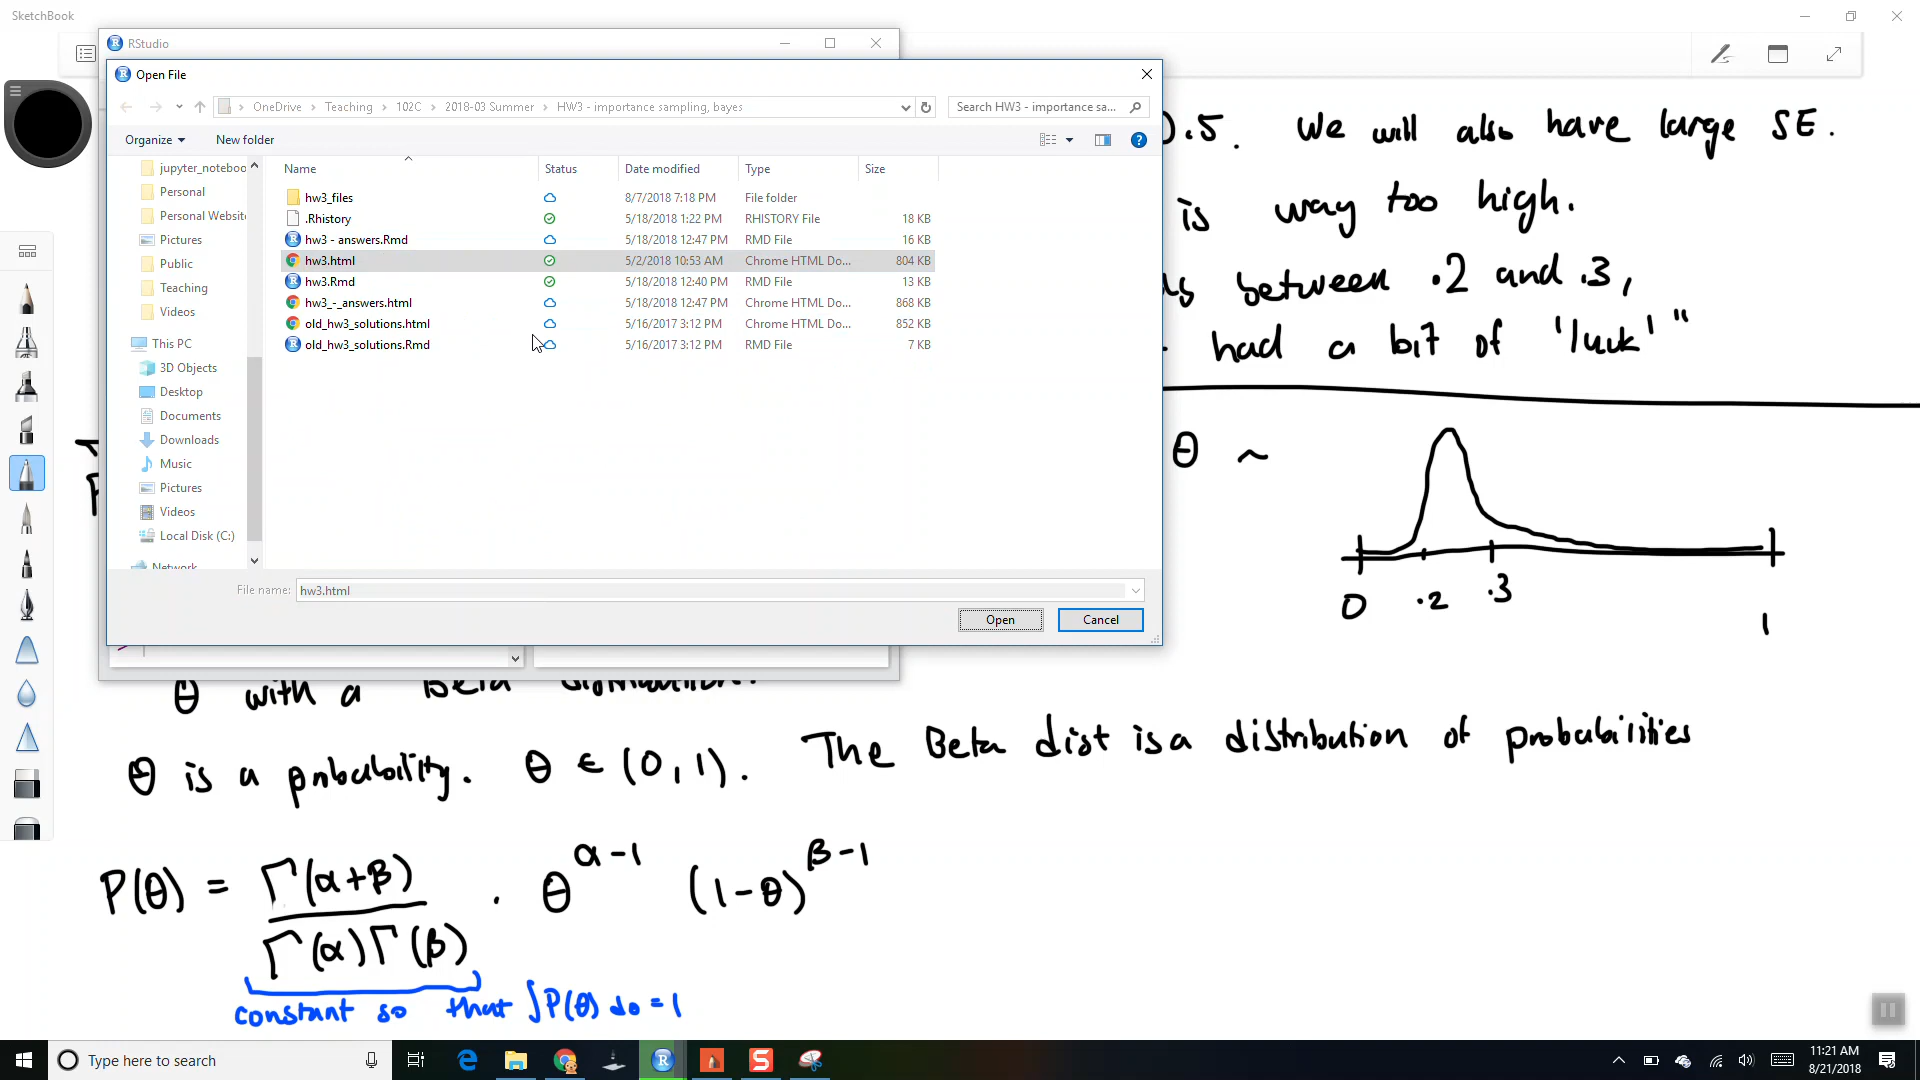 SketchBook
RStudio
Open File
OneDrive > Teaching > 102C > 2018-03 Summer > HW3 - importance sampling, bayes
Search HW3 - importance sa...
Organize
New folder
Name Status Date modified Type Size
jupyter_noteboo
Personal
Personal Website
Pictures
Public
Teaching
Videos
This PC
3D Objects
Desktop
Documents
Downloads
Music
Pictures
Videos
Local Disk (C:)
Network
hw3_files 8/7/2018 7:18 PM File folder
.Rhistory 5/18/2018 1:22 PM RHISTORY File 18 KB
hw3 - answers.Rmd 5/18/2018 12:47 PM RMD File 16 KB
hw3.html 5/2/2018 10:53 AM Chrome HTML Do... 804 KB
hw3.Rmd 5/18/2018 12:40 PM RMD File 13 KB
hw3_-_answers.html 5/18/2018 12:47 PM Chrome HTML Do... 868 KB
old_hw3_solutions.html 5/16/2017 3:12 PM Chrome HTML Do... 852 KB
old_hw3_solutions.Rmd 5/16/2017 3:12 PM RMD File 7 KB
File name: hw3.html
Open Cancel
0.5. We will also have large SE.
is way too high.
between .2 and .3,
had a bit of 'luck' "
θ ~
0 .2 .3 1
θ with a Beta distribution.
θ is a probability. θ ∈ (0, 1). The Beta dist is a distribution of probabilities
P(θ) = Γ(α+β) / Γ(α)Γ(β) · θ^(α-1) (1-θ)^(β-1)
constant so that ∫P(θ) dθ = 1
Type here to search
11:21 AM
8/21/2018